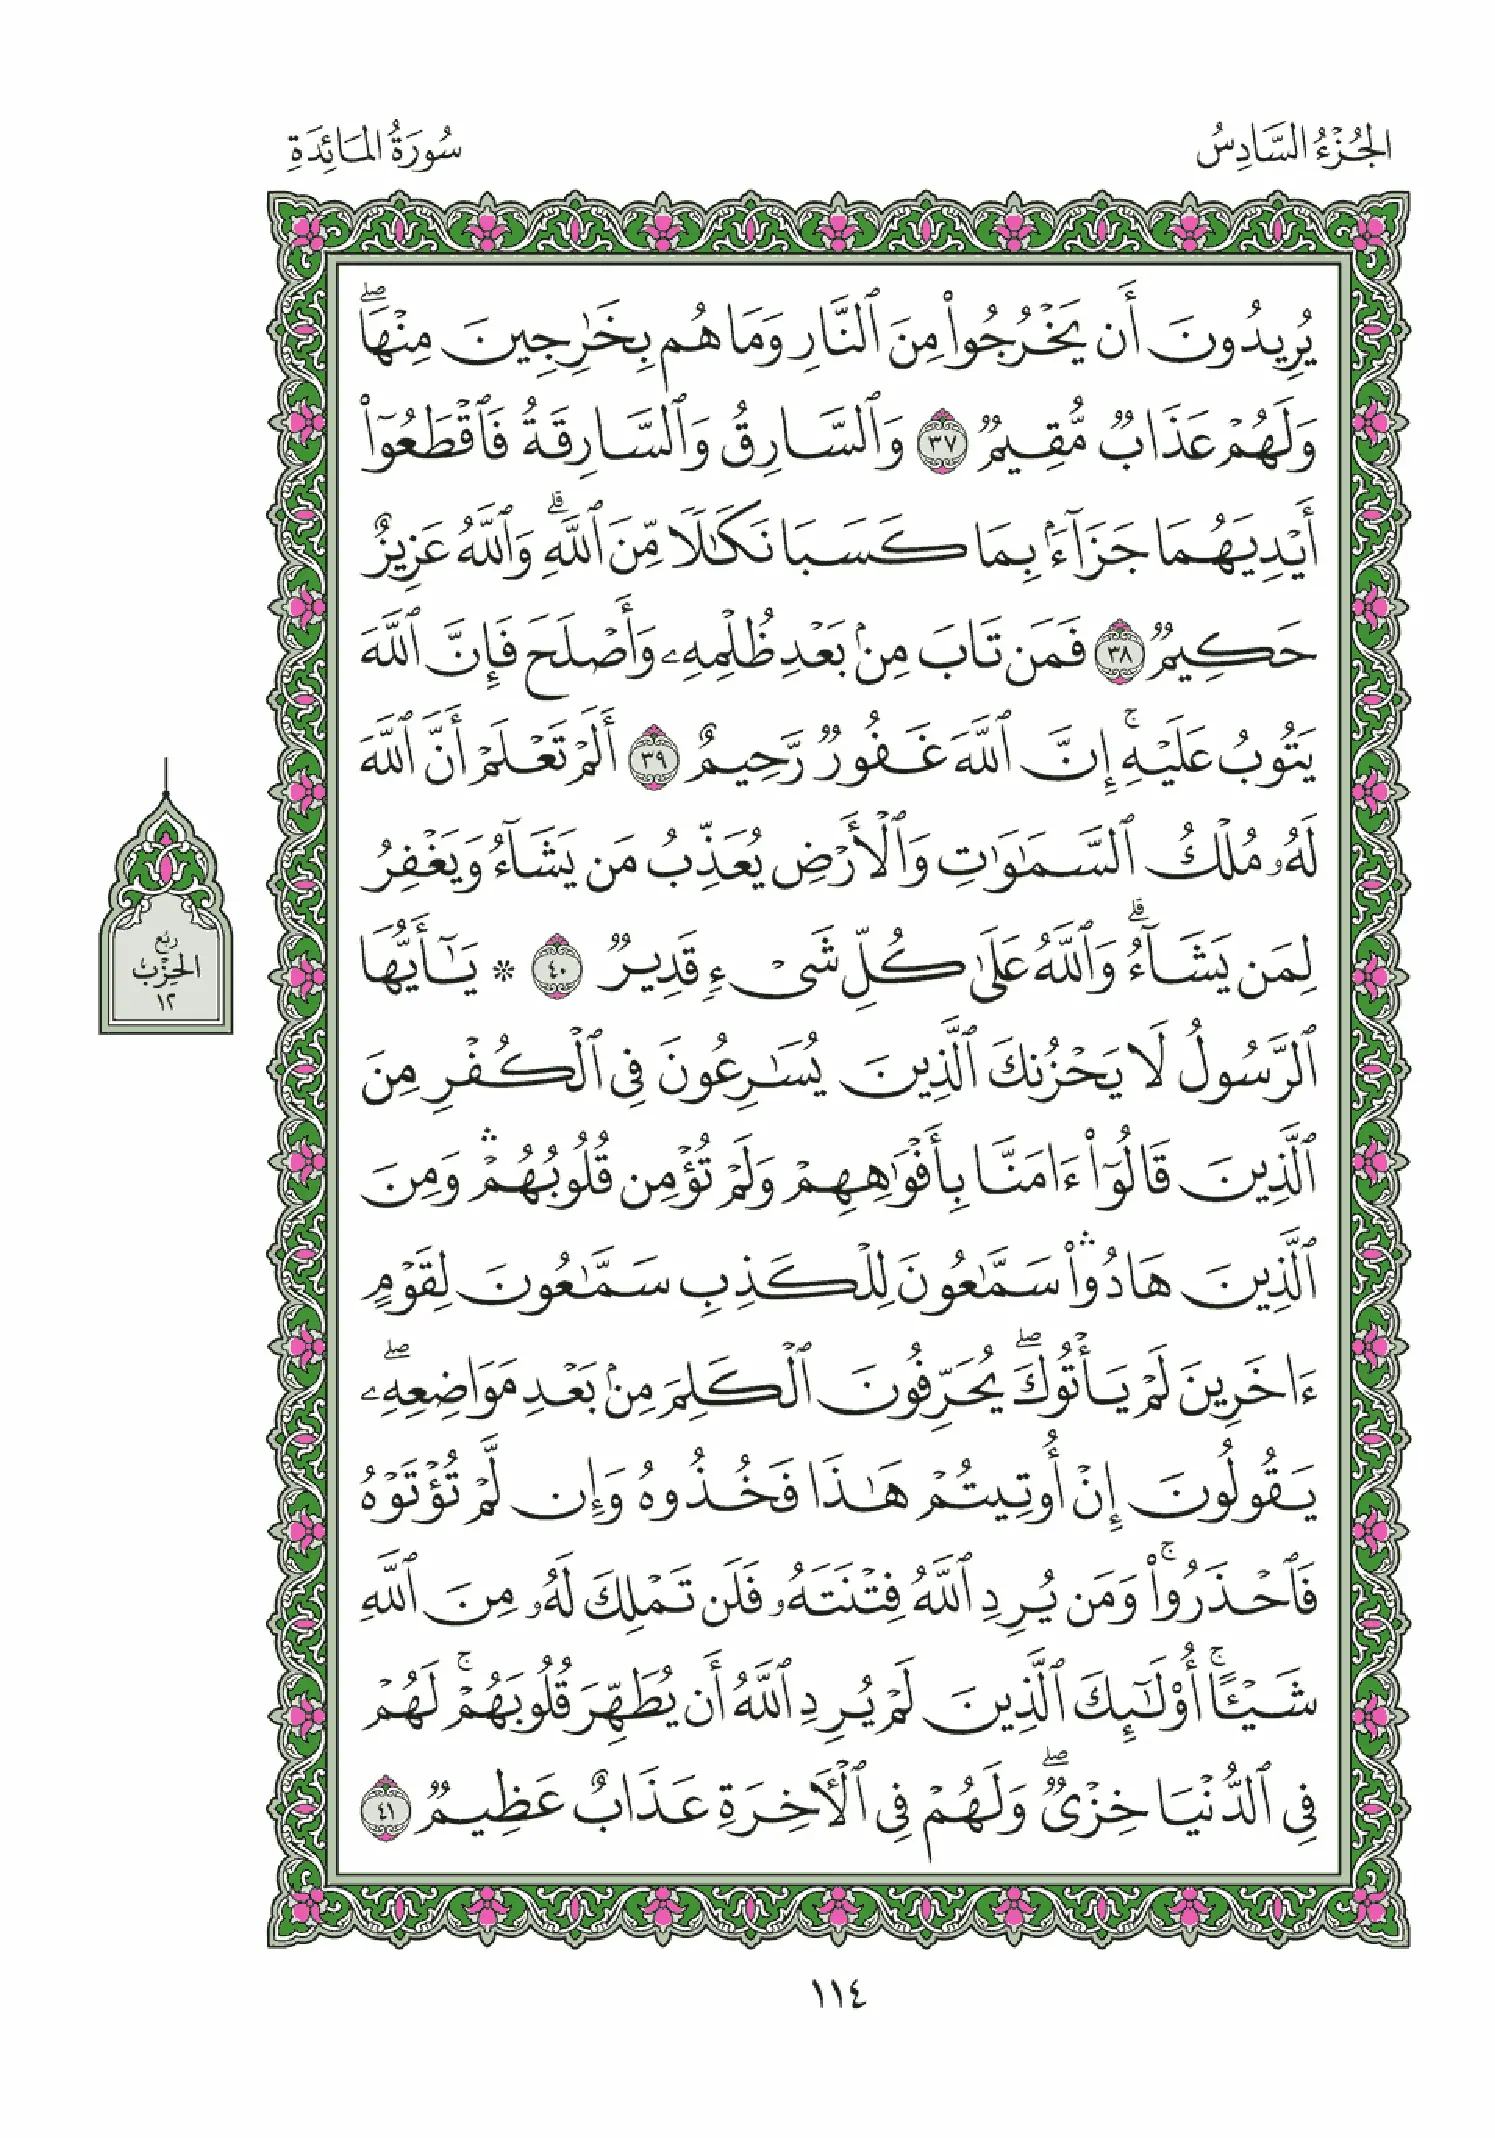 الجُزْءُ السَّادِسُ
سُورَةُ المَائِدَةِ
يُرِيدُونَ أَن يَخْرُجُوا۟ مِنَ ٱلنَّارِ وَمَا هُم بِخَٰرِجِينَ مِنْهَاۖ
وَلَهُمْ عَذَابٌ مُّقِيمٌ ٣٧ وَٱلسَّارِقُ وَٱلسَّارِقَةُ فَٱقْطَعُوٓا۟
أَيْدِيَهُمَا جَزَآءَۢ بِمَا كَسَبَا نَكَٰلًا مِّنَ ٱللَّهِۗ وَٱللَّهُ عَزِيزٌ
حَكِيمٌ ٣٨ فَمَن تَابَ مِنۢ بَعْدِ ظُلْمِهِۦ وَأَصْلَحَ فَإِنَّ ٱللَّهَ
يَتُوبُ عَلَيْهِۚ إِنَّ ٱللَّهَ غَفُورٌ رَّحِيمٌ ٣٩ أَلَمْ تَعْلَمْ أَنَّ ٱللَّهَ
لَهُۥ مُلْكُ ٱلسَّمَٰوَٰتِ وَٱلْأَرْضِ يُعَذِّبُ مَن يَشَآءُ وَيَغْفِرُ
لِمَن يَشَآءُۗ وَٱللَّهُ عَلَىٰ كُلِّ شَىْءٍ قَدِيرٌ ٤٠ * يَٰٓأَيُّهَا
ٱلرَّسُولُ لَا يَحْزُنكَ ٱلَّذِينَ يُسَٰرِعُونَ فِى ٱلْكُفْرِ مِنَ
ٱلَّذِينَ قَالُوٓا۟ ءَامَنَّا بِأَفْوَٰهِهِمْ وَلَمْ تُؤْمِن قُلُوبُهُمْۛ وَمِنَ
ٱلَّذِينَ هَادُوا۟ۛ سَمَّٰعُونَ لِلْكَذِبِ سَمَّٰعُونَ لِقَوْمٍ
ءَاخَرِينَ لَمْ يَأْتُوكَۖ يُحَرِّفُونَ ٱلْكَلِمَ مِنۢ بَعْدِ مَوَاضِعِهِۦۖ
يَقُولُونَ إِنْ أُوتِيتُمْ هَٰذَا فَخُذُوهُ وَإِن لَّمْ تُؤْتَوْهُ
فَٱحْذَرُوا۟ۚ وَمَن يُرِدِ ٱللَّهُ فِتْنَتَهُۥ فَلَن تَمْلِكَ لَهُۥ مِنَ ٱللَّهِ
شَيْـًٔاۚ أُو۟لَٰٓئِكَ ٱلَّذِينَ لَمْ يُرِدِ ٱللَّهُ أَن يُطَهِّرَ قُلُوبَهُمْۚ لَهُمْ
فِى ٱلدُّنْيَا خِزْىٌۖ وَلَهُمْ فِى ٱلْءَاخِرَةِ عَذَابٌ عَظِيمٌ ٤١
ربع
الحِزْب
١٢
١١٤